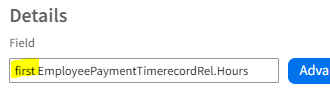 Details
Field
first EmployeePaymentTimerecordRel.Hours
Adva